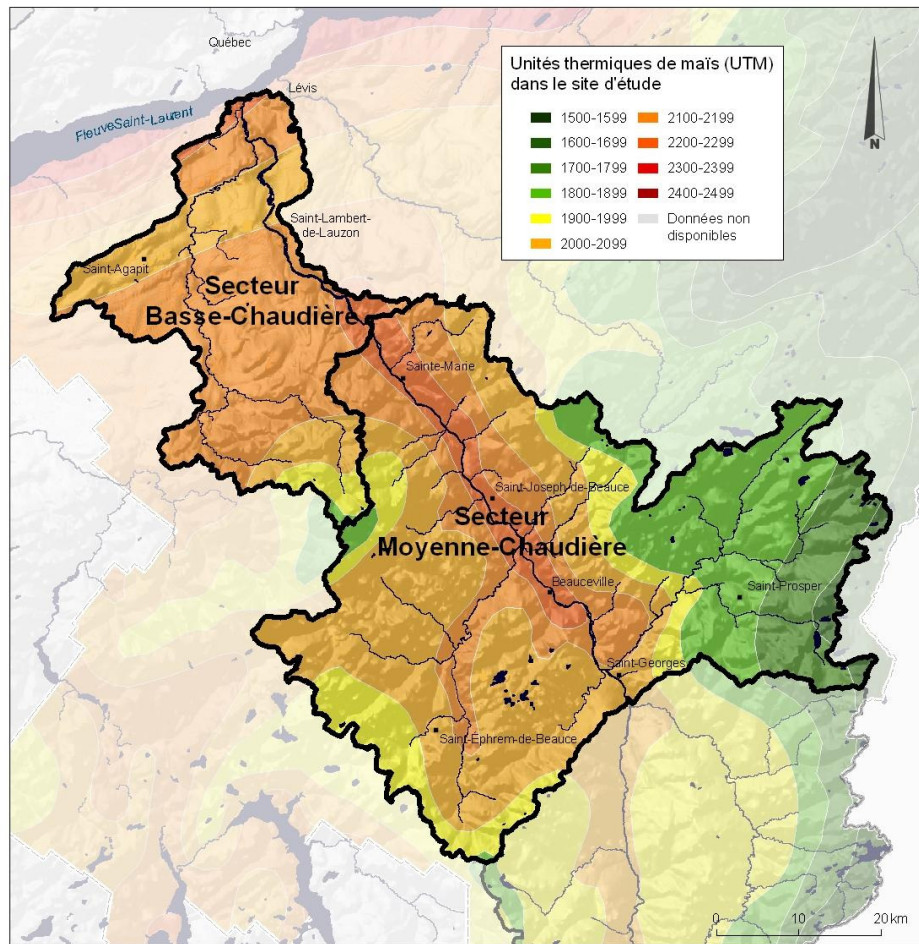 Québec
Lévis
FleuveSaint-Laurent
Unités thermiques de maïs (UTM)
dans le site d'étude
1500-1599
1600-1699
1700-1799
1800-1899
1900-1999
2000-2099
2100-2199
2200-2299
2300-2399
2400-2499
Données non
disponibles
N
Saint-Lambert-
de-Lauzon
Saint-Agapit
Secteur
Basse-Chaudière
Sainte-Marie
Saint-Joseph-de-Beauce
Secteur
Moyenne-Chaudière
Beauceville
Saint-Prosper
Saint-Georges
Saint-Ephrem-de-Beauce
0 10 20 km